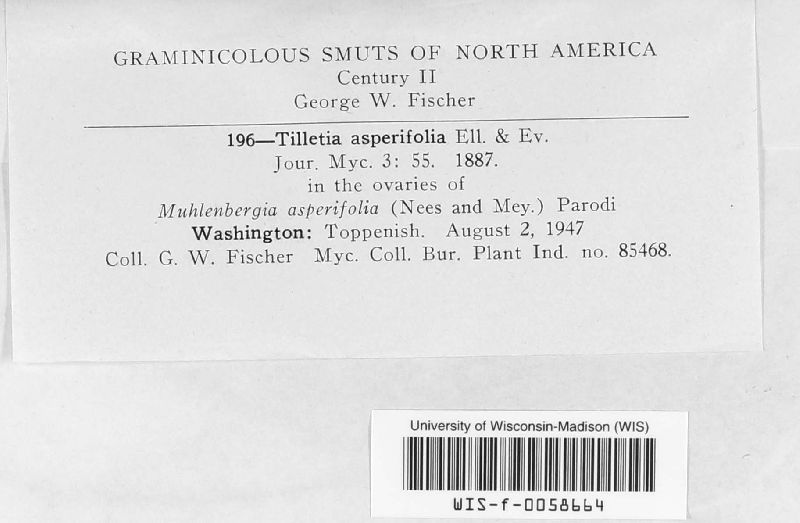 GRAMINICOLOUS SMUTS OF NORTH AMERICA
Century II
George W. Fischer
196—Tilletia asperifolia Ell. & Ev.
Jour. Myc. 3: 55. 1887.
in the ovaries of
Muhlenbergia asperifolia (Nees and Mey.) Parodi
Washington: Toppenish. August 2, 1947
Coll. G. W. Fischer Myc. Coll. Bur. Plant Ind. no. 85468.
University of Wisconsin-Madison (WIS)
WIS-f-0058664